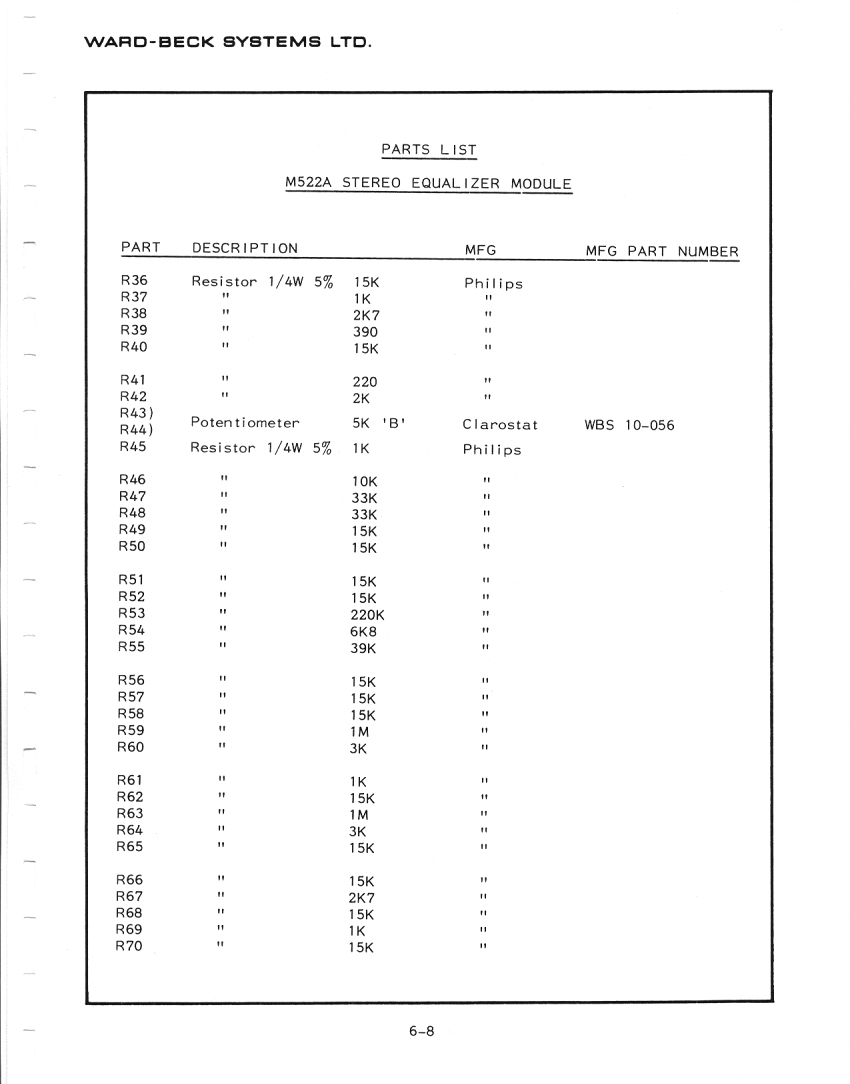 WARD-BECK SYSTEMS LTD.
PARTS LIST
M522A STEREO EQUALIZER MODULE
PART DESCRIPTION MFG MFG PART NUMBER
R36 Resistor 1/4W 5% 15K Philips
R37 " 1K "
R38 " 2K7 "
R39 " 390 "
R40 " 15K "
R41 " 220 "
R42 " 2K "
R43)
R44) Potentiometer 5K 'B' Clarostat WBS 10-056
R45 Resistor 1/4W 5% 1K Philips
R46 " 10K "
R47 " 33K "
R48 " 33K "
R49 " 15K "
R50 " 15K "
R51 " 15K "
R52 " 15K "
R53 " 220K "
R54 " 6K8 "
R55 " 39K "
R56 " 15K "
R57 " 15K "
R58 " 15K "
R59 " 1M "
R60 " 3K "
R61 " 1K "
R62 " 15K "
R63 " 1M "
R64 " 3K "
R65 " 15K "
R66 " 15K "
R67 " 2K7 "
R68 " 15K "
R69 " 1K "
R70 " 15K "
6-8